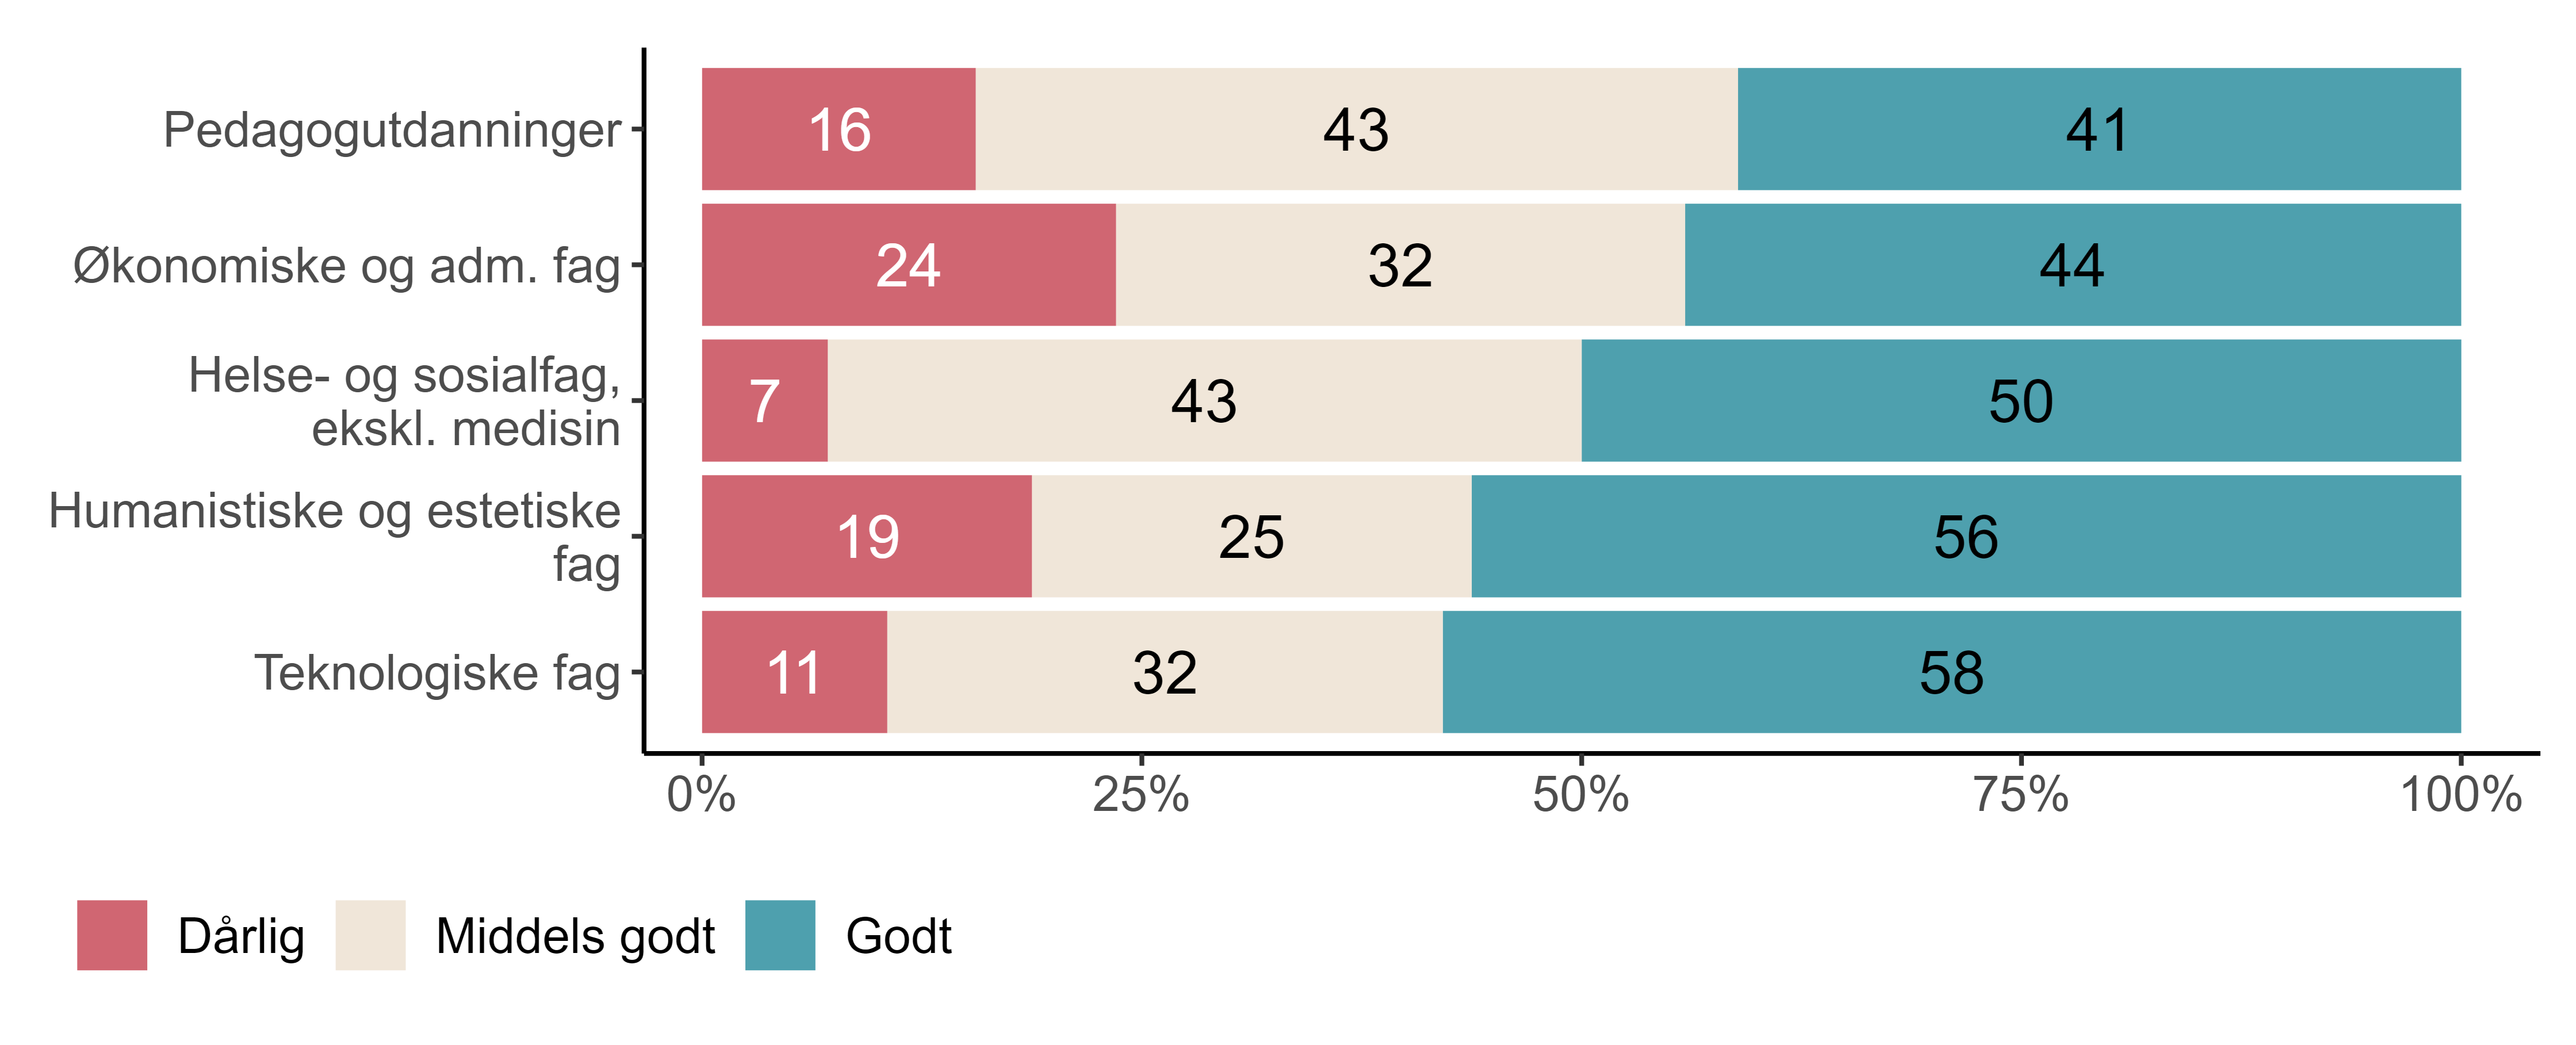 Pedagogutdanninger 16 43 41
Økonomiske og adm. fag 24 32 44
Helse- og sosialfag,
ekskl. medisin 7 43 50
Humanistiske og estetiske
fag 19 25 56
Teknologiske fag 11 32 58
0% 25% 50% 75% 100%
Dårlig Middels godt Godt